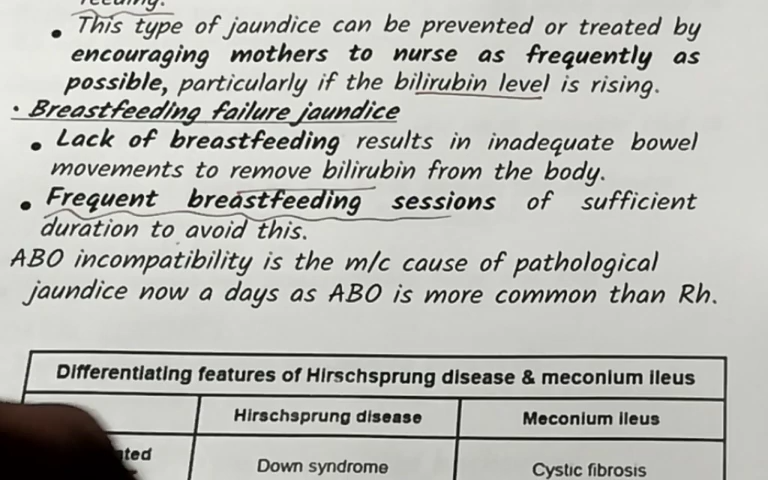 • This type of jaundice can be prevented or treated by
encouraging mothers to nurse as frequently as
possible, particularly if the bilirubin level is rising.
· Breastfeeding failure jaundice
• Lack of breastfeeding results in inadequate bowel
movements to remove bilirubin from the body.
• Frequent breastfeeding sessions of sufficient
duration to avoid this.
ABO incompatibility is the m/c cause of pathological
jaundice now a days as ABO is more common than Rh.
Differentiating features of Hirschsprung disease & meconium ileus
Hirschsprung disease Meconium ileus
Down syndrome Cystic fibrosis